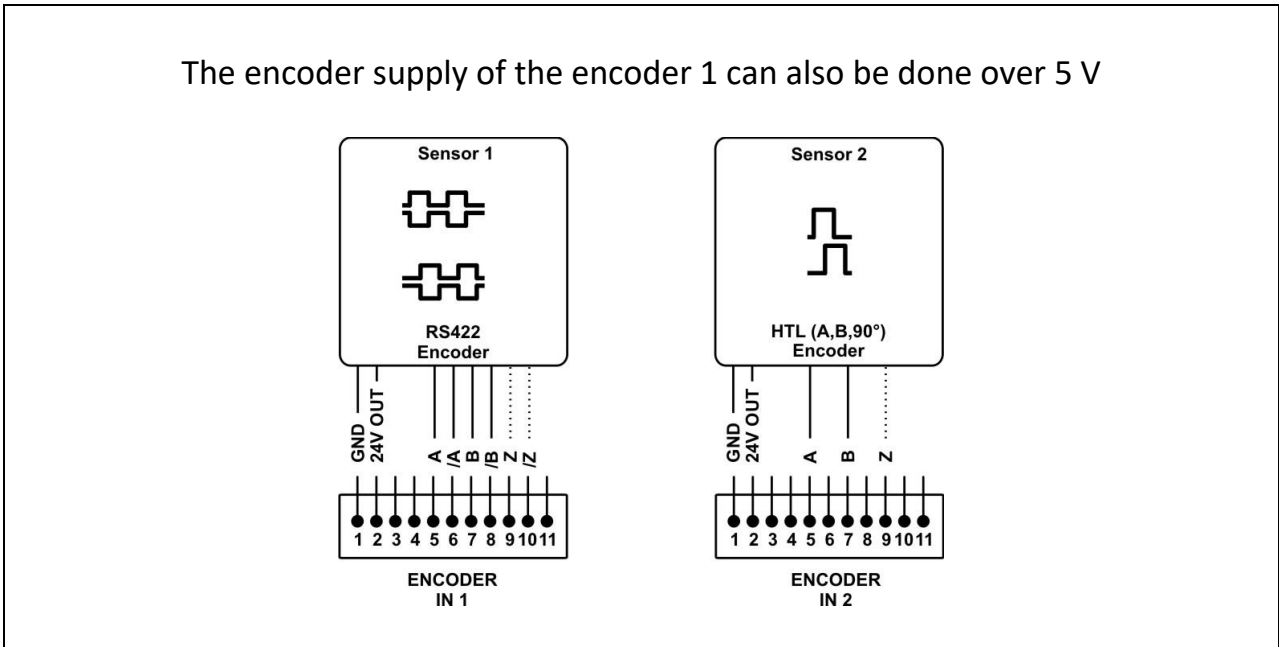 The encoder supply of the encoder 1 can also be done over 5 V
Sensor 1
RS422
Encoder
GND
24V OUT
A
/A
B
/B
Z
/Z
1 2 3 4 5 6 7 8 9 10 11
ENCODER
IN 1
Sensor 2
HTL (A,B,90°)
Encoder
GND
24V OUT
A
B
Z
1 2 3 4 5 6 7 8 9 10 11
ENCODER
IN 2